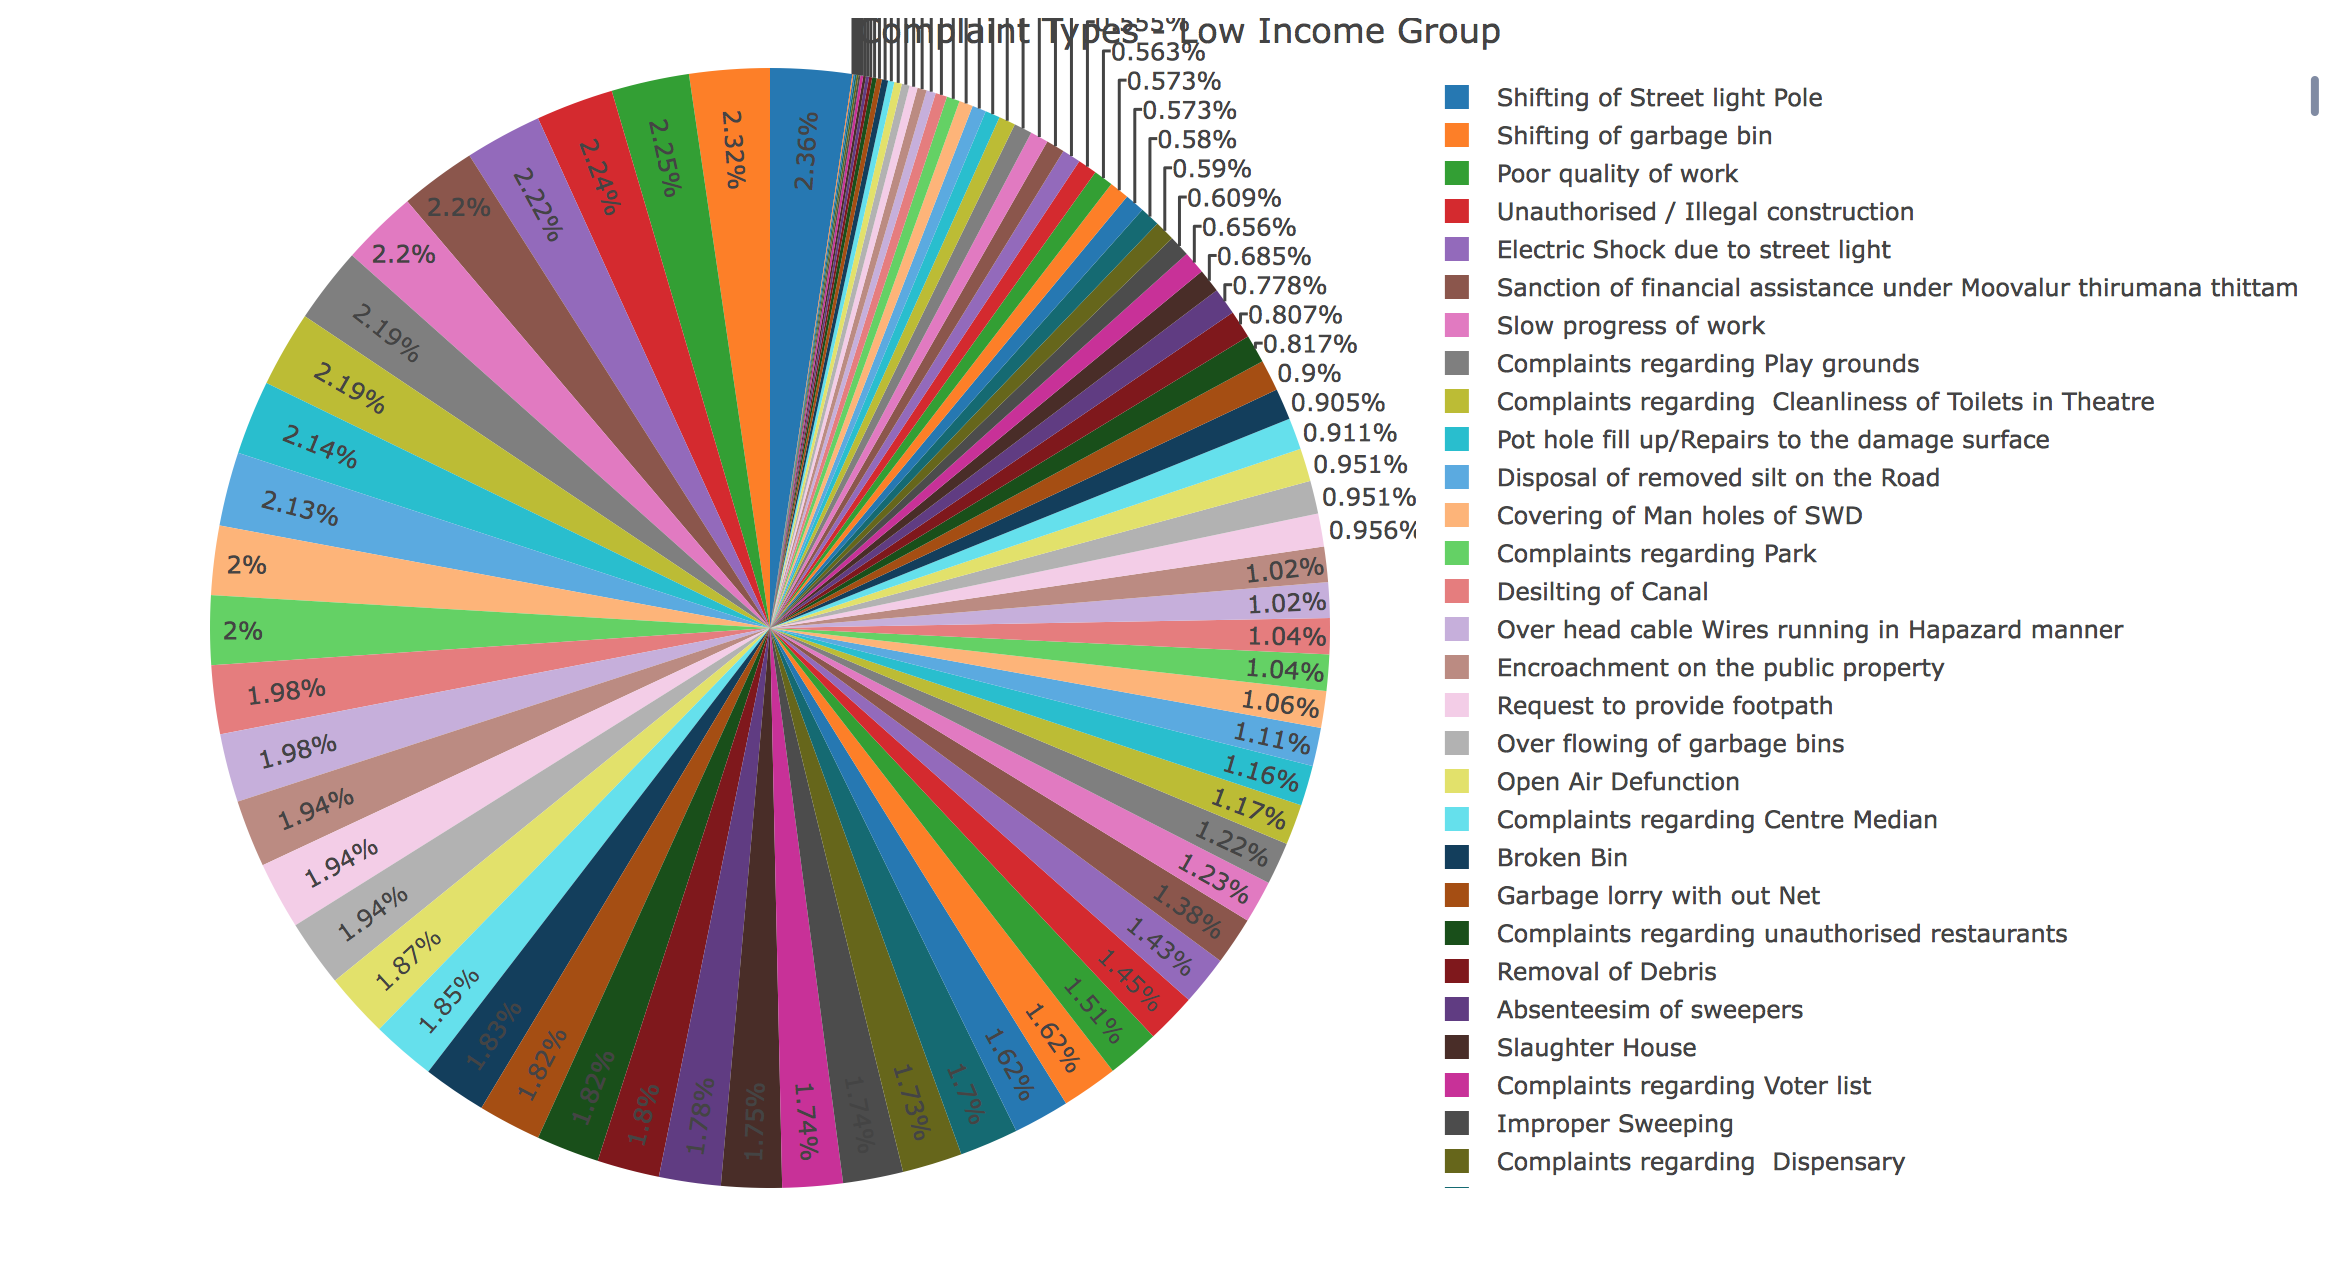 Complaint Types - Low Income Group
0.555%
0.563%
0.573%
0.573%
0.58%
0.59%
0.609%
0.656%
0.685%
0.778%
0.807%
0.817%
0.9%
0.905%
0.911%
0.951%
0.951%
0.956%
1.02%
1.02%
1.04%
1.04%
1.06%
1.11%
1.16%
1.17%
1.22%
1.23%
1.38%
1.43%
1.45%
1.51%
1.62%
1.62%
1.7%
1.73%
1.74%
1.74%
1.75%
1.78%
1.8%
1.82%
1.82%
1.83%
1.85%
1.87%
1.94%
1.94%
1.94%
1.98%
1.98%
2%
2%
2.13%
2.14%
2.19%
2.19%
2.2%
2.2%
2.22%
2.24%
2.25%
2.32%
2.36%
Shifting of Street light Pole
Shifting of garbage bin
Poor quality of work
Unauthorised / Illegal construction
Electric Shock due to street light
Sanction of financial assistance under Moovalur thirumana thittam
Slow progress of work
Complaints regarding Play grounds
Complaints regarding  Cleanliness of Toilets in Theatre
Pot hole fill up/Repairs to the damage surface
Disposal of removed silt on the Road
Covering of Man holes of SWD
Complaints regarding Park
Desilting of Canal
Over head cable Wires running in Hapazard manner
Encroachment on the public property
Request to provide footpath
Over flowing of garbage bins
Open Air Defunction
Complaints regarding Centre Median
Broken Bin
Garbage lorry with out Net
Complaints regarding unauthorised restaurants
Removal of Debris
Absenteesim of sweepers
Slaughter House
Complaints regarding Voter list
Improper Sweeping
Complaints regarding  Dispensary